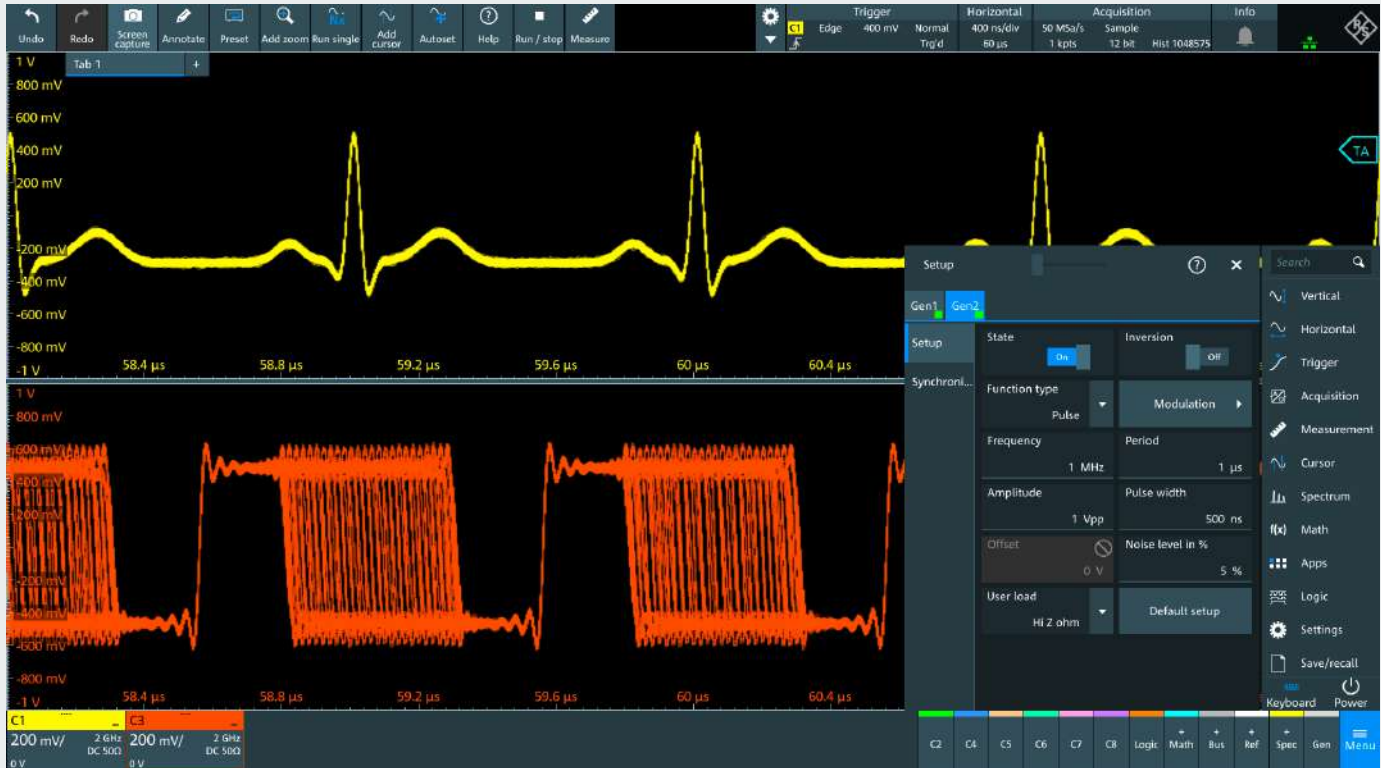 Undo
Redo
Screen
capture
Annotate
Preset
Add zoom
Run single
Add
cursor
Autoset
Help
Run / stop
Measure
C1
Trigger
Edge
400 mV
Normal
Trg'd
Horizontal
400 ns/div
60 µs
Acquisition
50 MSa/s
1 kpts
Sample
12 bit
Hist 1048575
Info
R&S
Tab 1
+
1 V
800 mV
600 mV
400 mV
200 mV
-200 mV
-400 mV
-600 mV
-800 mV
-1 V
58.4 µs
58.8 µs
59.2 µs
59.6 µs
60 µs
60.4 µs
TA
1 V
800 mV
600 mV
400 mV
200 mV
-200 mV
-400 mV
-600 mV
-800 mV
-1 V
58.4 µs
58.8 µs
59.2 µs
59.6 µs
60 µs
60.4 µs
Setup
Gen1
Gen2
Setup
Synchroni...
State
On
Inversion
Off
Function type
Pulse
Modulation
Frequency
1 MHz
Period
1 µs
Amplitude
1 Vpp
Pulse width
500 ns
Offset
0 V
Noise level in %
5 %
User load
Hi Z ohm
Default setup
Search
Vertical
Horizontal
Trigger
Acquisition
Measurement
Cursor
Spectrum
f(x) Math
Apps
Logic
Settings
Save/recall
Keyboard
Power
C1
200 mV/
2 GHz
DC 50Ω
0 V
C3
200 mV/
2 GHz
DC 50Ω
0 V
C2
C4
C5
C6
C7
C8
Logic
+ Math
+ Bus
+ Ref
+ Spec
Gen
Menu